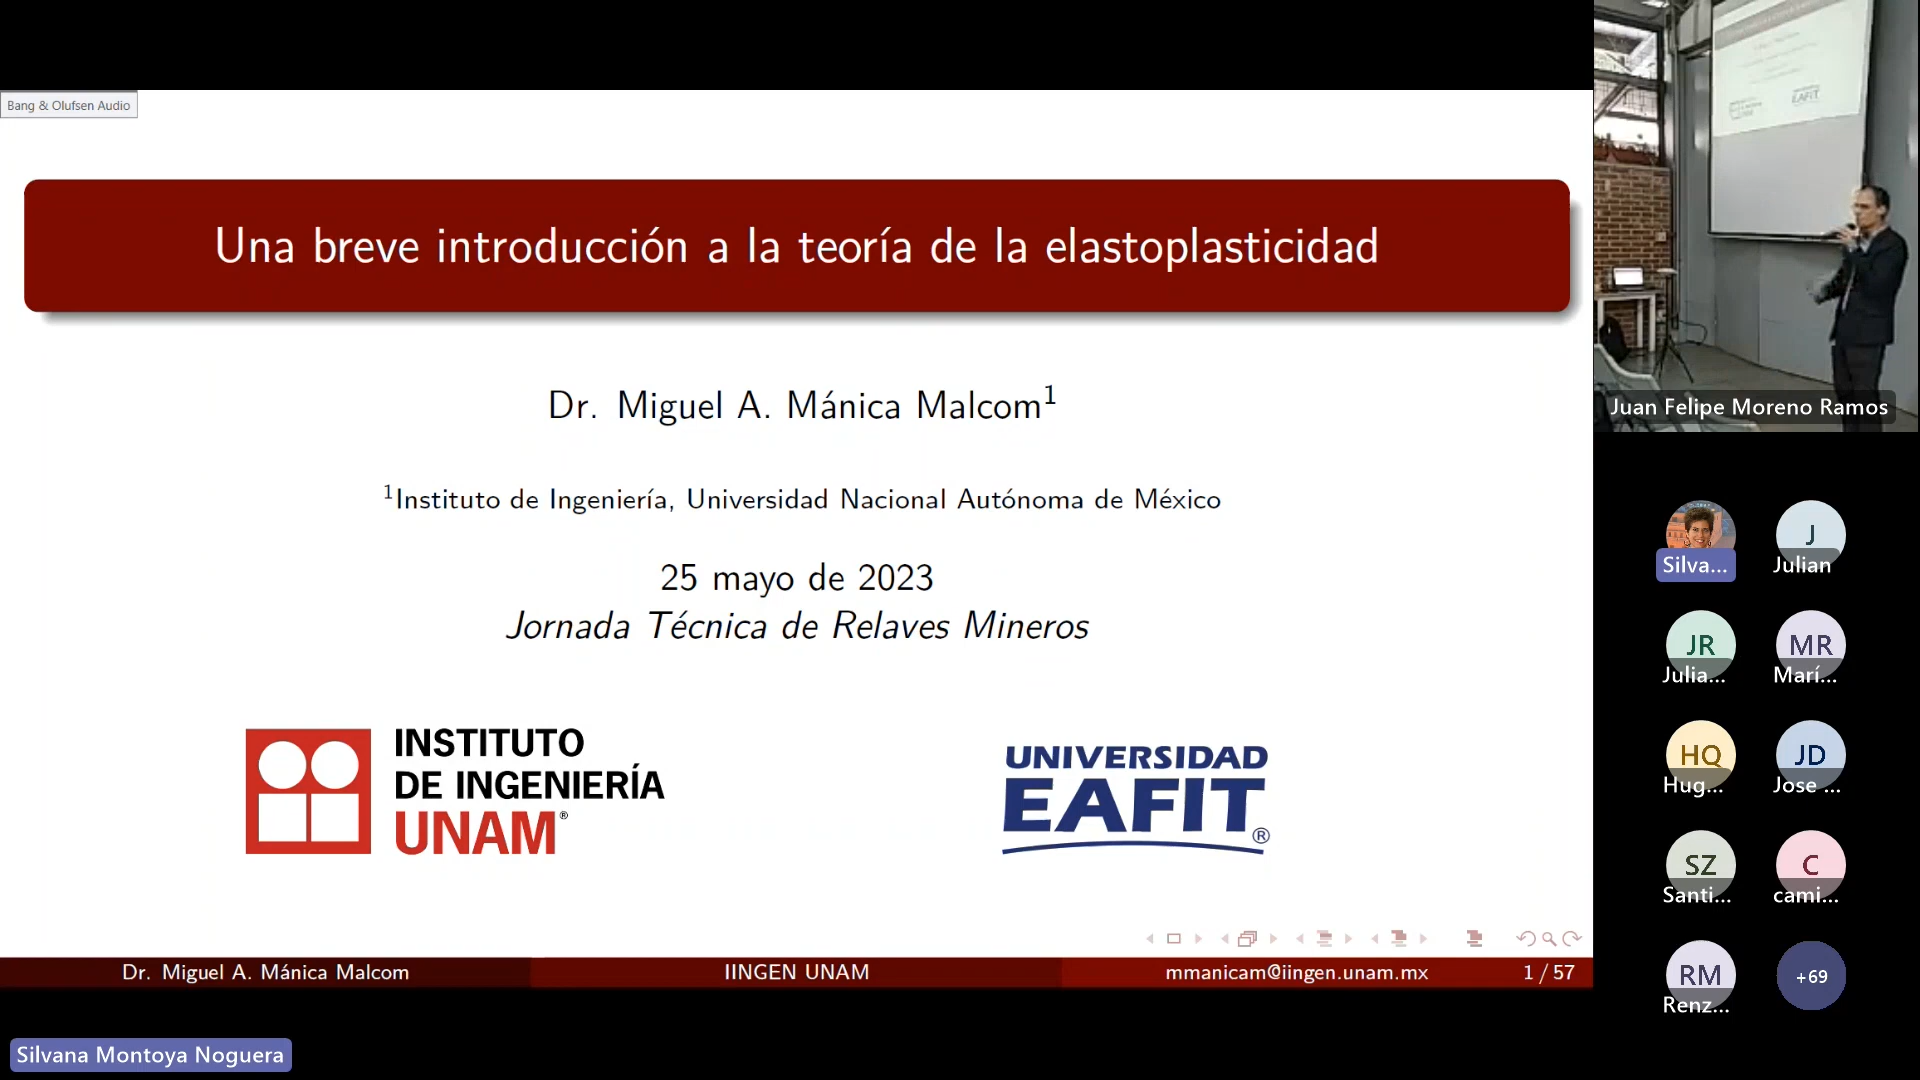 Bang & Olufsen Audio
Una breve introducción a la teoría de la elastoplasticidad
Dr. Miguel A. Mánica Malcom1
1Instituto de Ingeniería, Universidad Nacional Autónoma de México
25 mayo de 2023
Jornada Técnica de Relaves Mineros
INSTITUTO
DE INGENIERÍA
UNAM®
UNIVERSIDAD
EAFIT®
Dr. Miguel A. Mánica Malcom IINGEN UNAM mmanicam@iingen.unam.mx 1 / 57
Silvana Montoya Noguera
EAFIT
Juan Felipe Moreno Ramos
Silva...
J
Julian
JR
Julia...
MR
Marí...
HQ
Hug...
JD
Jose ...
SZ
Santi...
C
cami...
RM
Renz...
+69